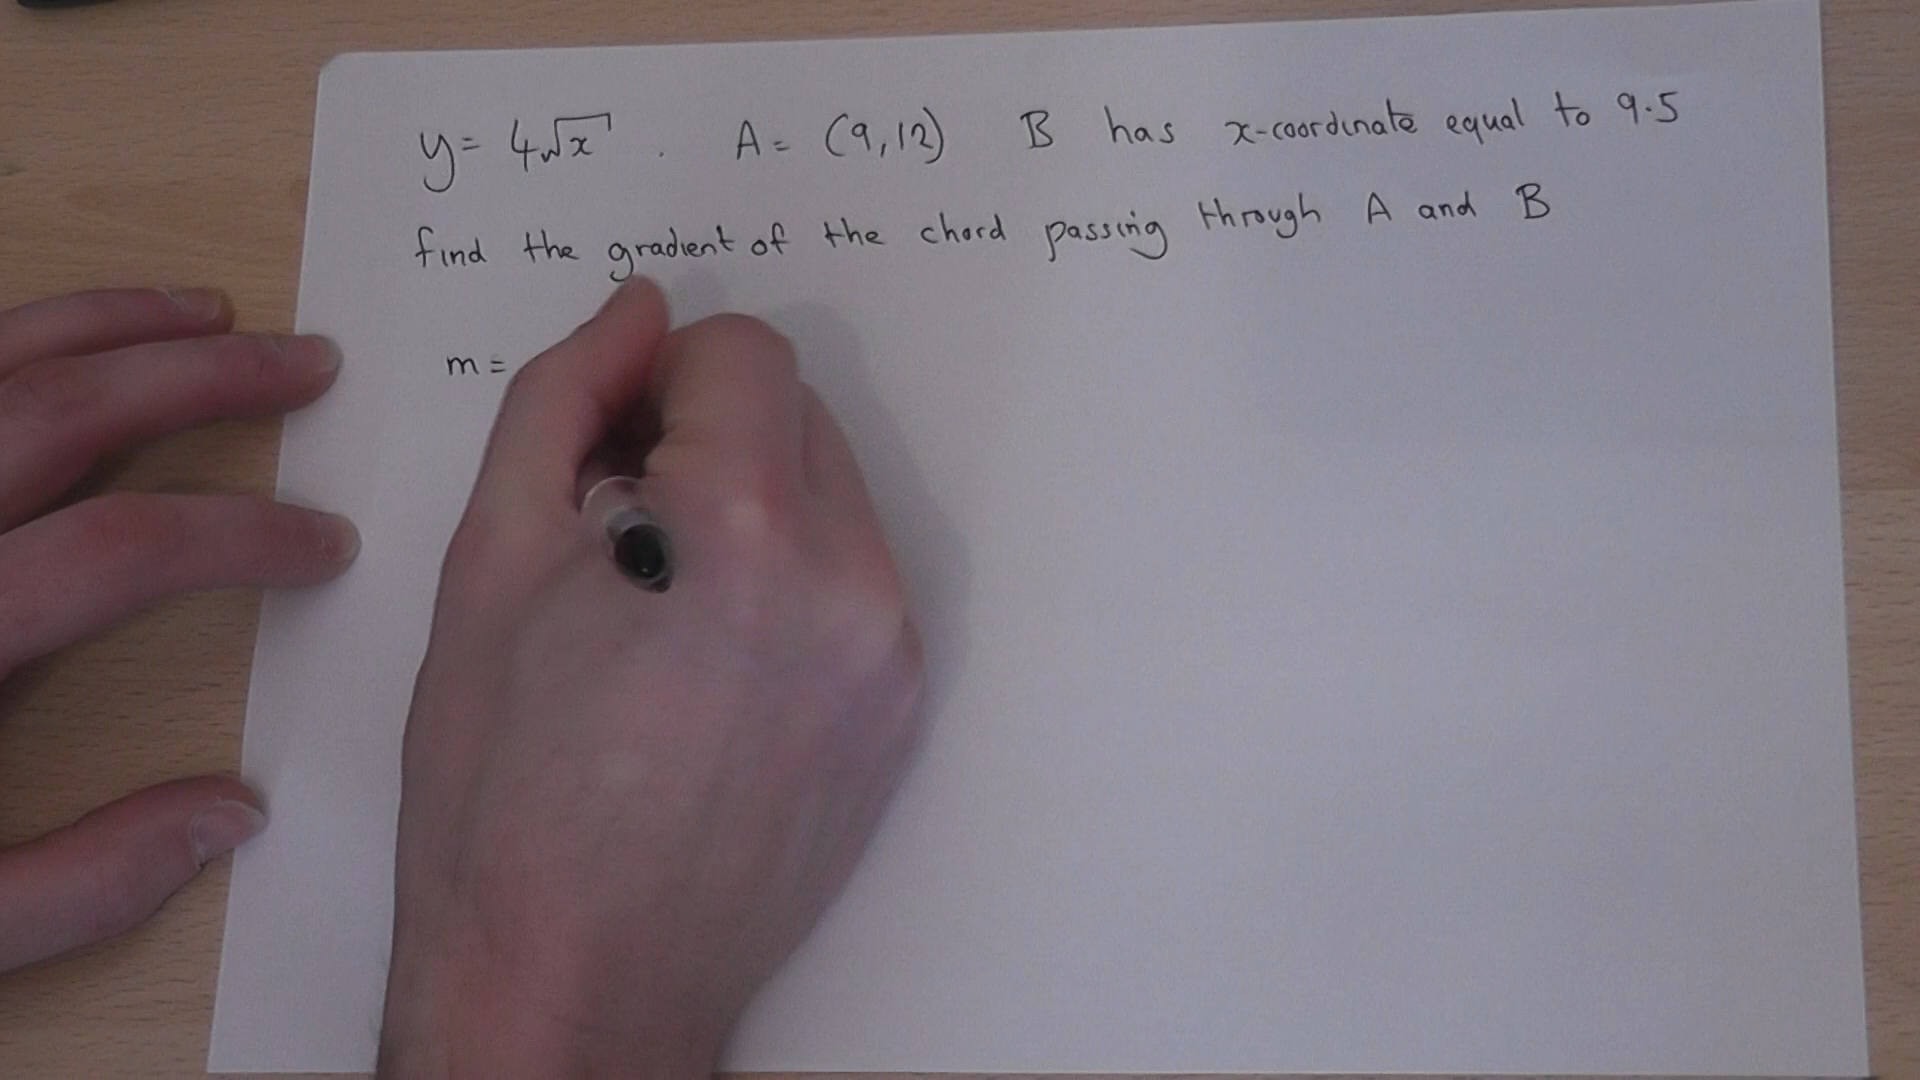 y = 4√x . A = (9,12) B has x-coordinate equal to 9.5
find the gradient of the chord passing through A and B
m =